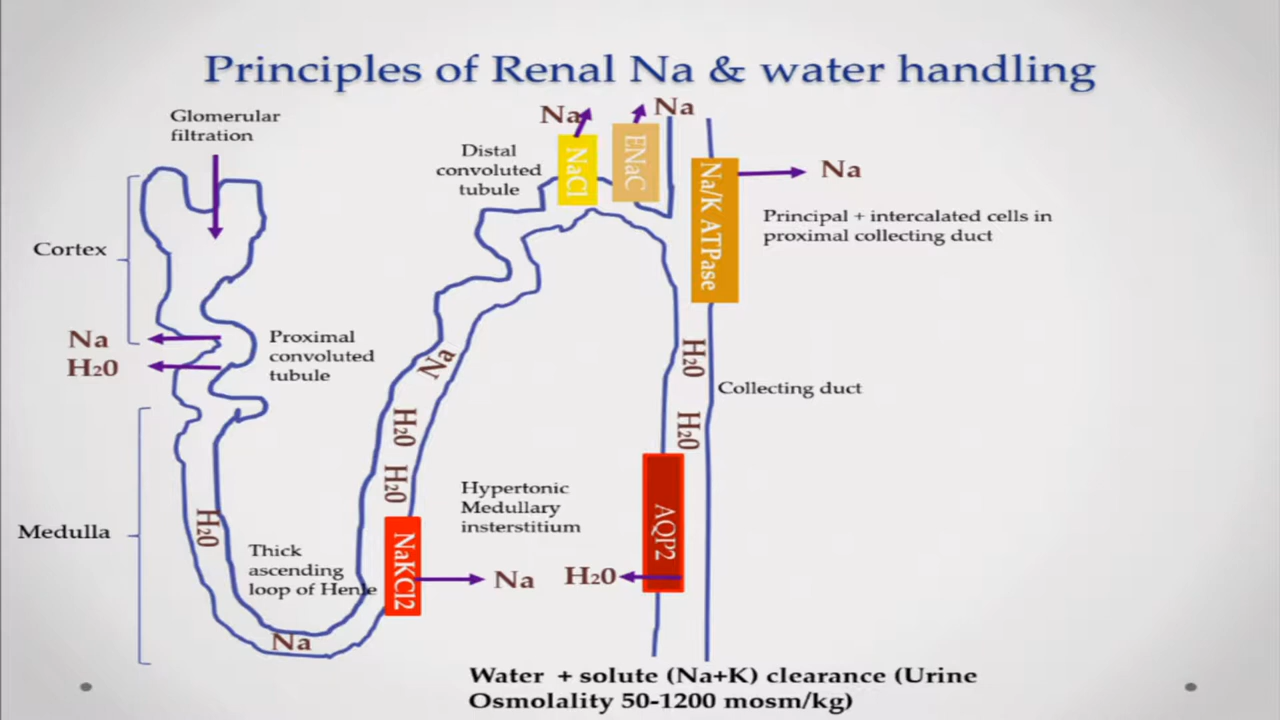 Principles of Renal Na & water handling
Glomerular
filtration
Na
Na
Distal
convoluted
tubule
NaCl
ENaC
Na/K ATPase
Na
Principal + intercalated cells in
proximal collecting duct
Cortex
Na
H20
Proximal
convoluted
tubule
Na
H20
H20
H20
H20
Collecting duct
Medulla
H20
Thick
ascending
loop of Henle
NaKCl2
Na
Hypertonic
Medullary
insterstitium
AQP2
H20
Na
Water + solute (Na+K) clearance (Urine
Osmolality 50-1200 mosm/kg)